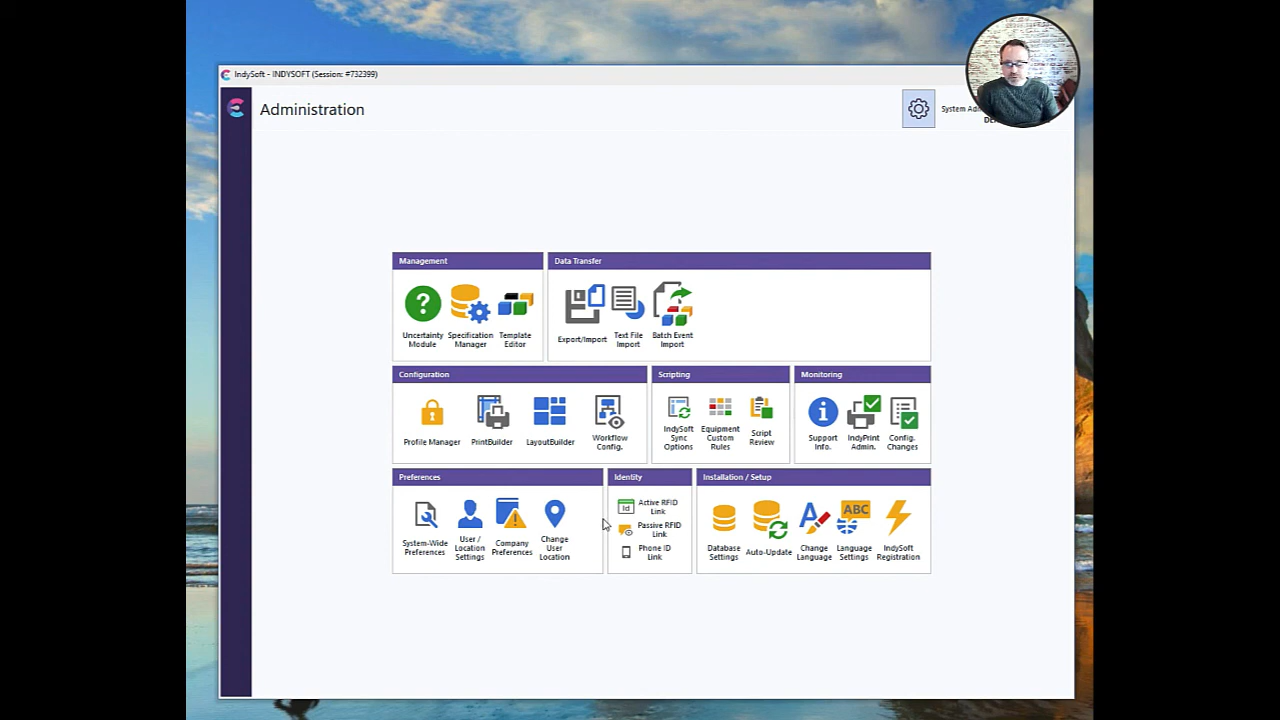 IndySoft - INDYSOFT (Session: #732399)
Administration
System Ad
Management
Data Transfer
?
Uncertainty
Module
Specification
Manager
Template
Editor
Export/Import
Text File
Import
Batch Event
Import
Configuration
Scripting
Monitoring
Profile Manager
PrintBuilder
LayoutBuilder
Workflow
Config.
IndySoft
Sync
Options
Equipment
Custom
Rules
Script
Review
Support
Info.
IndyPrint
Admin.
Config.
Changes
Preferences
Identity
Installation / Setup
System-Wide
Preferences
User /
Location
Settings
Company
Preferences
Change
User
Location
Id
Active RFID
Link
Passive RFID
Link
Phone ID
Link
Database
Settings
Auto-Update
A
Change
Language
ABC
Language
Settings
IndySoft
Registration